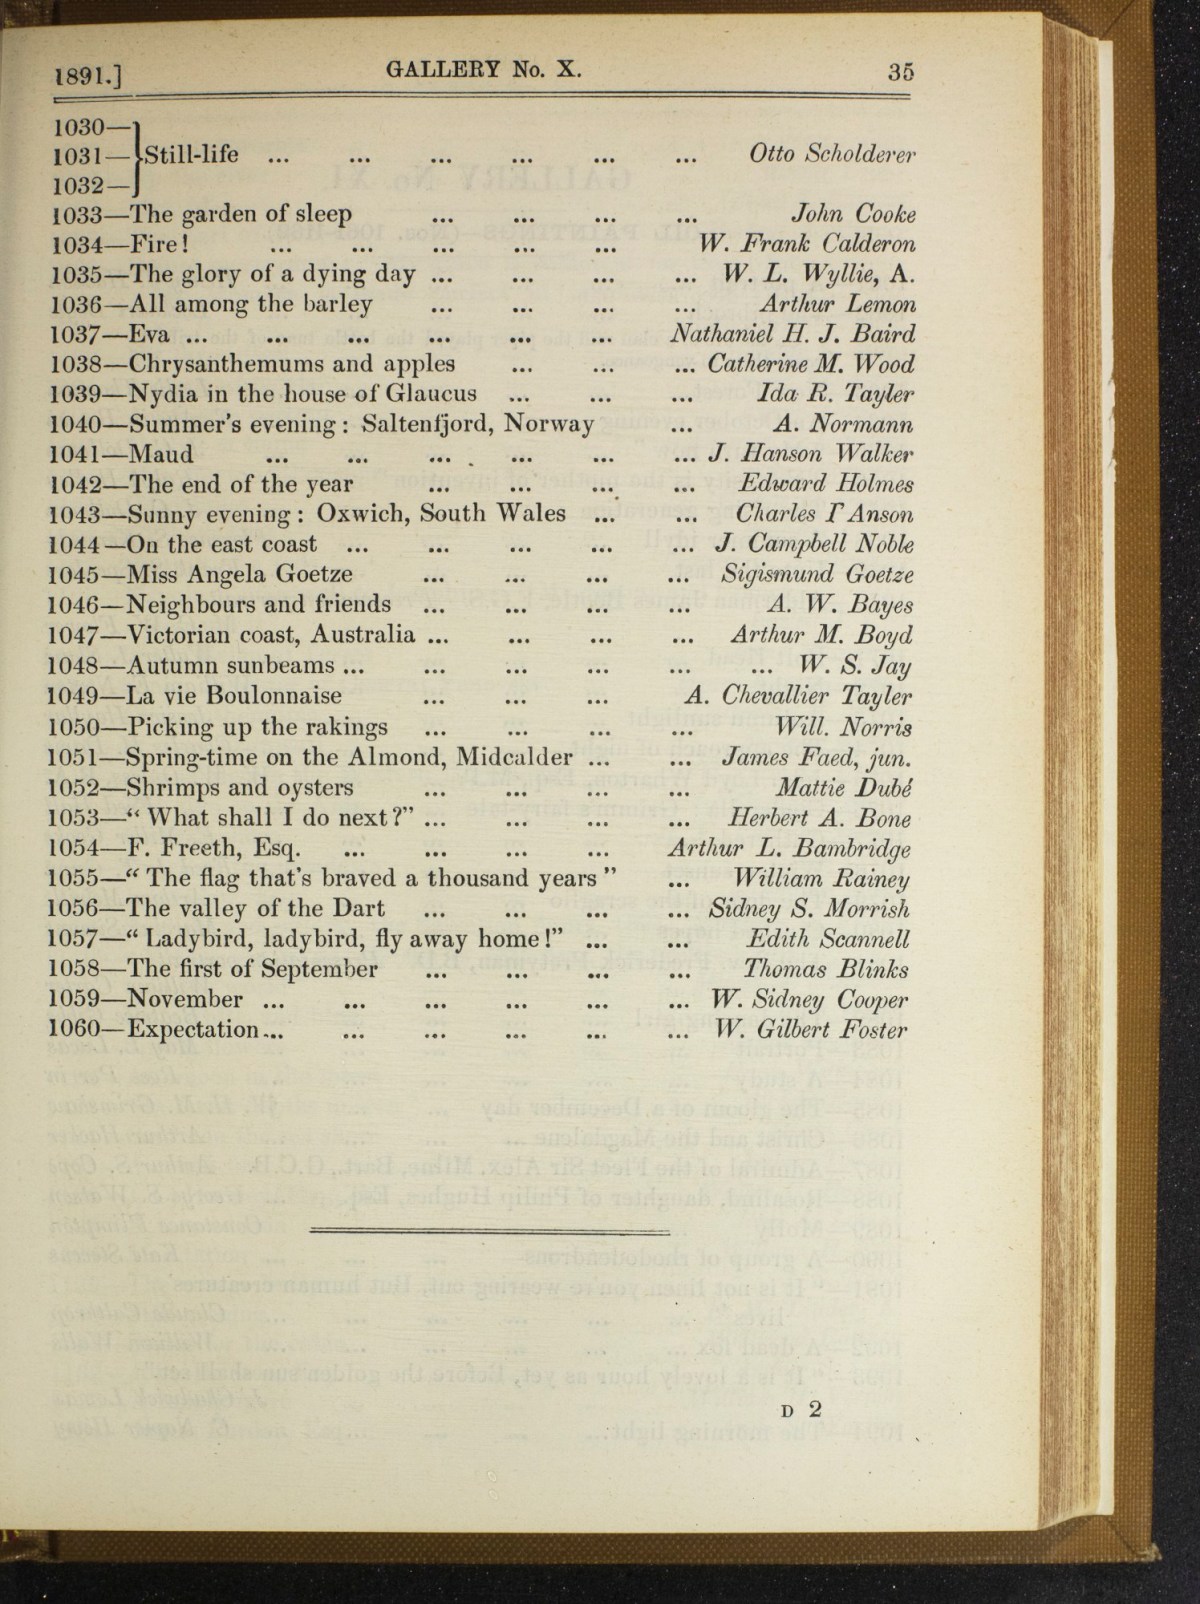 1891.] GALLERY No. X. 35
1030—
1031—}Still-life ... ... ... ... ... ... Otto Scholderer
1032—
1033—The garden of sleep ... ... ... ... John Cooke
1034—Fire! ... ... ... ... ... W. Frank Calderon
1035—The glory of a dying day ... ... ... ... W. L. Wyllie, A.
1036—All among the barley ... ... ... ... Arthur Lemon
1037—Eva ... ... ... ... ... ... Nathaniel H. J. Baird
1038—Chrysanthemums and apples ... ... ... Catherine M. Wood
1039—Nydia in the house of Glaucus ... ... ... Ida R. Tayler
1040—Summer's evening: Saltenfjord, Norway ... A. Normann
1041—Maud ... ... ... ... ... ... J. Hanson Walker
1042—The end of the year ... ... ... ... Edward Holmes
1043—Sunny evening: Oxwich, South Wales ... ... Charles I'Anson
1044—On the east coast ... ... ... ... ... J. Campbell Noble
1045—Miss Angela Goetze ... ... ... ... Sigismund Goetze
1046—Neighbours and friends ... ... ... ... A. W. Bayes
1047—Victorian coast, Australia ... ... ... ... Arthur M. Boyd
1048—Autumn sunbeams ... ... ... ... ... ... W. S. Jay
1049—La vie Boulonnaise ... ... ... A. Chevallier Tayler
1050—Picking up the rakings ... ... ... ... Will. Norris
1051—Spring-time on the Almond, Midcalder ... ... James Faed, jun.
1052—Shrimps and oysters ... ... ... ... Mattie Dubé
1053—“What shall I do next?” ... ... ... ... Herbert A. Bone
1054—F. Freeth, Esq. ... ... ... ... Arthur L. Bambridge
1055—“The flag that's braved a thousand years” ... William Rainey
1056—The valley of the Dart ... ... ... ... Sidney S. Morrish
1057—“Ladybird, ladybird, fly away home!” ... ... Edith Scannell
1058—The first of September ... ... ... ... Thomas Blinks
1059—November ... ... ... ... ... ... W. Sidney Cooper
1060—Expectation... ... ... ... ... ... W. Gilbert Foster
D 2